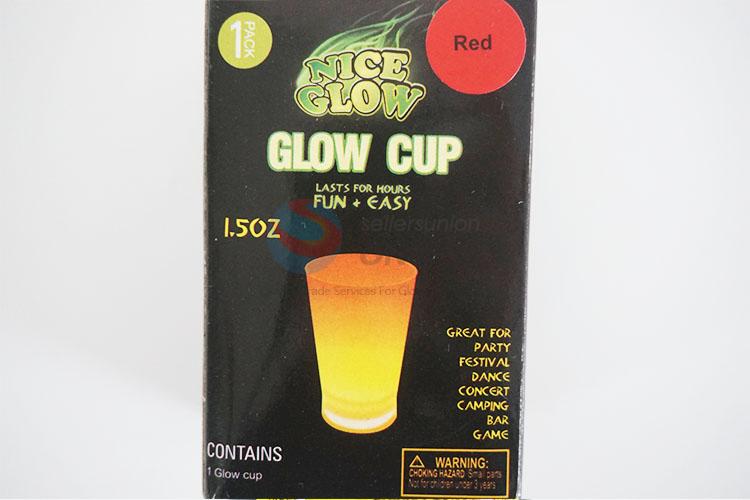 1
PACK
Red
NICE
GLOW
GLOW CUP
LASTS FOR HOURS
FUN + EASY
1.5OZ
sellersunion
GREAT FOR
PARTY
FESTIVAL
DANCE
CONCERT
CAMPING
BAR
GAME
CONTAINS
1 Glow cup
WARNING:
CHOKING HAZARD Small parts
Not for children under 3 years